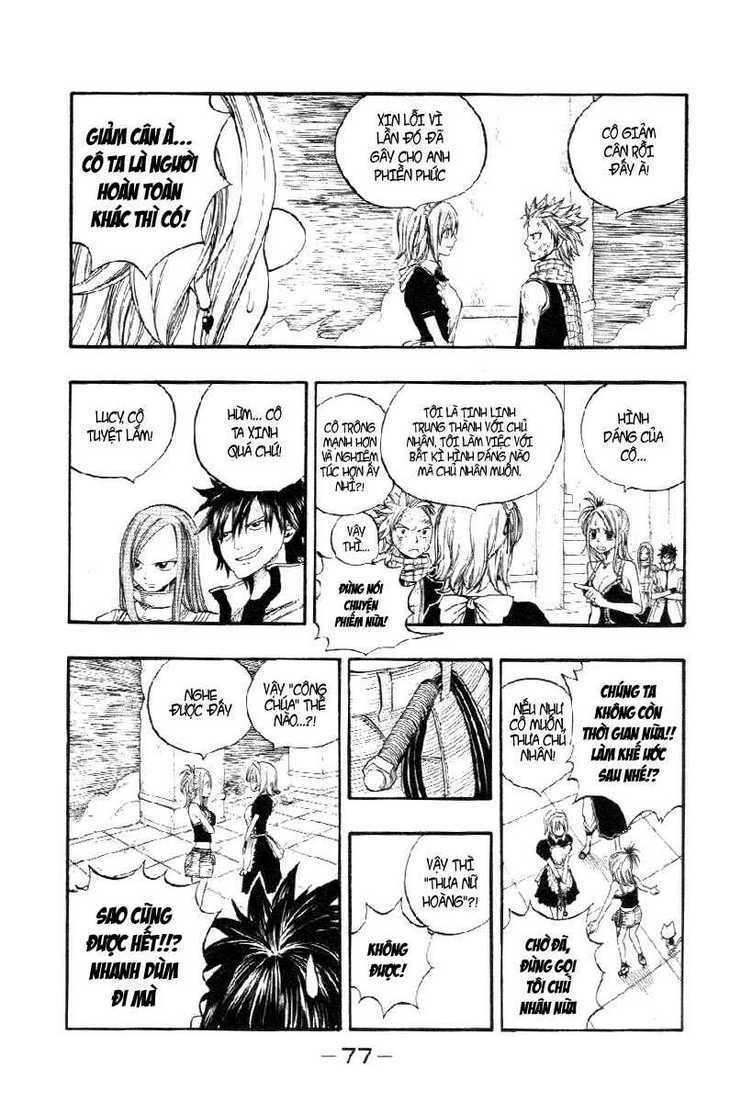 CÔ GIẢM
CÂN RỒI
ĐẤY À!
XIN LỖI VÌ
LẦN ĐÓ ĐÃ
GÂY CHO ANH
PHIỀN PHỨC
GIẢM CÂN À...
CÔ TA LÀ NGƯỜI
HOÀN TOÀN
KHÁC THÌ CÓ!
HÌNH
DÁNG CỦA
CÔ...
TÔI LÀ TINH LINH
TRUNG THÀNH VỚI CHỦ
NHÂN. TÔI LÀM VIỆC VỚI
BẤT KÌ HÌNH DÁNG NÀO
MÀ CHỦ NHÂN MUỐN.
CÔ TRÔNG
MẠNH HƠN
VÀ NGHIÊM
TÚC HƠN ẤY
NHỈ?!
VẬY
THÌ...
ĐỪNG NÓI
CHUYỆN
PHIẾM NỮA!
HỪM... CÔ
TA XINH
QUÁ CHỨ!
LUCY, CÔ
TUYỆT LẮM!
CHÚNG TA
KHÔNG CÒN
THỜI GIAN NỮA!!
LÀM KHẾ ƯỚC
SAU NHÉ!?
NẾU NHƯ
CÔ MUỐN,
THƯA CHỦ
NHÂN!
CHỜ ĐÃ,
ĐỪNG GỌI
TÔI CHỦ
NHÂN NỮA
VẬY THÌ
"THƯA NỮ
HOÀNG"?!
KHÔNG
ĐƯỢC!
VẬY "CÔNG
CHÚA" THẾ
NÀO...?!
NGHE
ĐƯỢC ĐẤY
SAO CŨNG
ĐƯỢC HẾT!!?
NHANH DÙM
ĐI MÀ
- 77 -